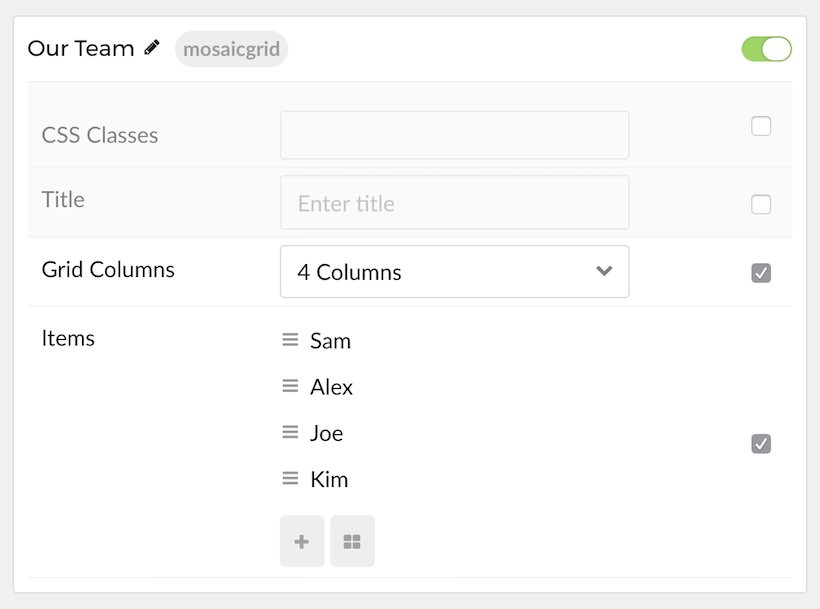 Our Team mosaicgrid
CSS Classes
Title Enter title
Grid Columns 4 Columns
Items Sam
Alex
Joe
Kim